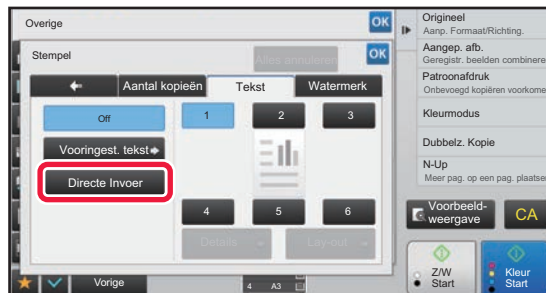 Overige
OK
Stempel
Alles annuleren
OK
Aantal kopieën
Tekst
Watermerk
Off
Vooringest. tekst
Directe Invoer
1
2
3
4
5
6
Details
Lay-out
Vorige
4 A3
Origineel
Aanp. Formaat/Richting.
Aangep. afb.
Geregistr. beelden combinere
Patroonafdruk
Onbevoegd kopiëren voorkome
Kleurmodus
Dubbelz. Kopie
N-Up
Meer pag. op een pag. plaatse
Voorbeeld-
weergave
CA
Z/W
Start
Kleur
Start